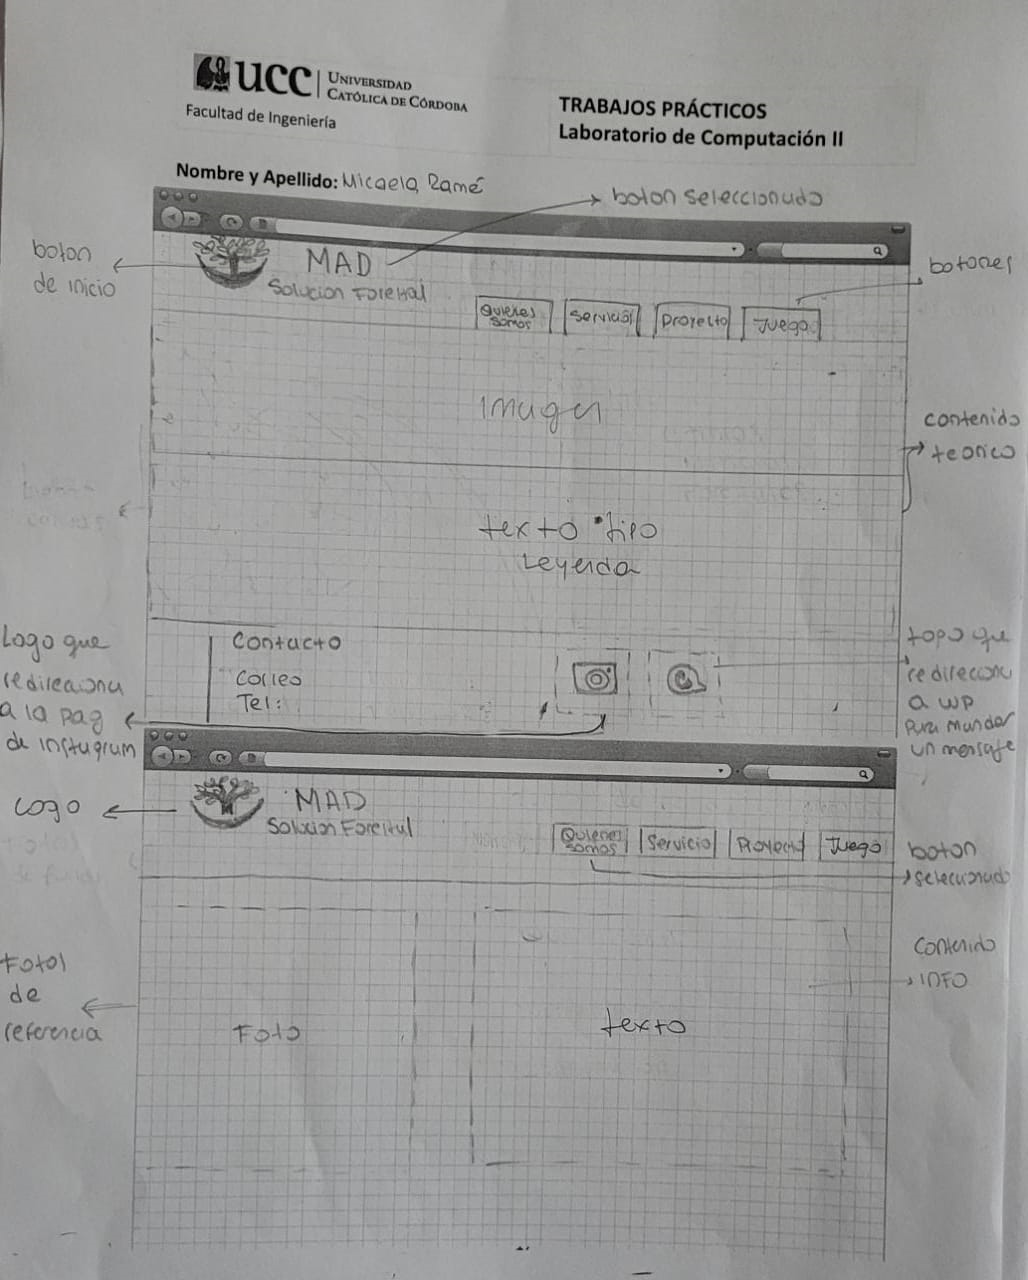 UCC UNIVERSIDAD
CATÓLICA DE CÓRDOBA
Facultad de Ingeniería
TRABAJOS PRÁCTICOS
Laboratorio de Computación II
Nombre y Apellido: Micaela Ramé
boton seleccionado
boton
de inicio
MAD
Solucion Forestal
botones
Quienes
somos
Servicios
Proyecto
Juego
imagen
contenido
teorico
texto tipo
Leyenda
Logo que
redirecciona
a la pag
de instagram
Contacto
Correo
Tel:
topo que
redirecciona
a wp
para mandar
un mensaje
Logo
MAD
Solucion Forestal
Quienes
somos
Servicio
Proyecto
Juego
boton
selecionado
Fotos
de
referencia
Foto
texto
Contenido
INFO